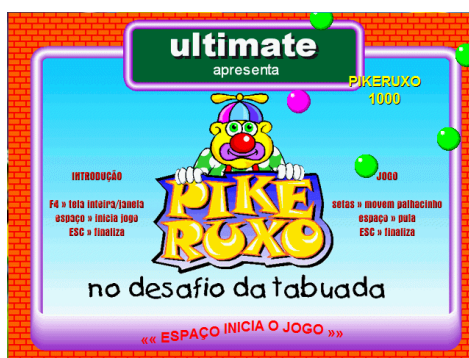 ultimate
apresenta
PIKERUXO
1000
INTRODUÇÃO
F4 » tela inteira/janela
espaço » inicia jogo
ESC » finaliza
PIKE
RUXO
JOGO
setas » movem palhacinho
espaço » pula
ESC » finaliza
no desafio da tabuada
«« ESPAÇO INICIA O JOGO »»